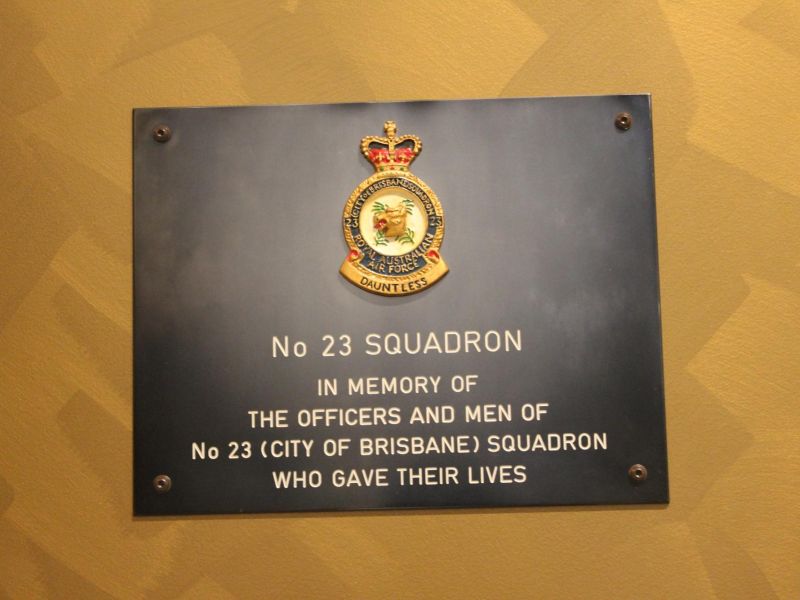 23 (CITY OF BRISBANE) SQUADRON 23
ROYAL AUSTRALIAN
AIR FORCE
DAUNTLESS
No 23 SQUADRON
IN MEMORY OF
THE OFFICERS AND MEN OF
No 23 (CITY OF BRISBANE) SQUADRON
WHO GAVE THEIR LIVES